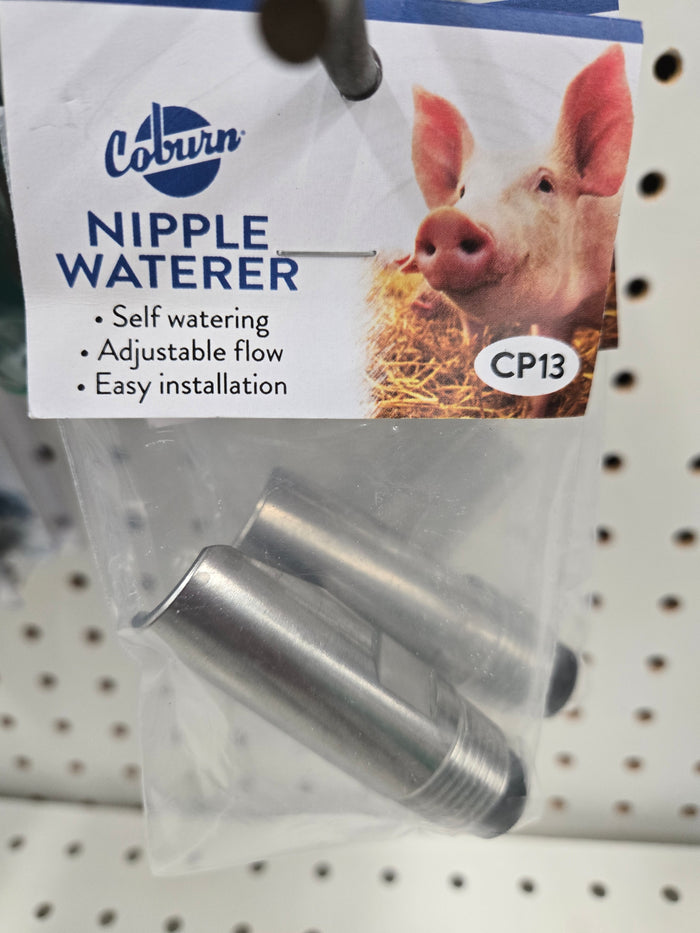 Coburn
NIPPLE
WATERER
• Self watering
• Adjustable flow
• Easy installation
CP13